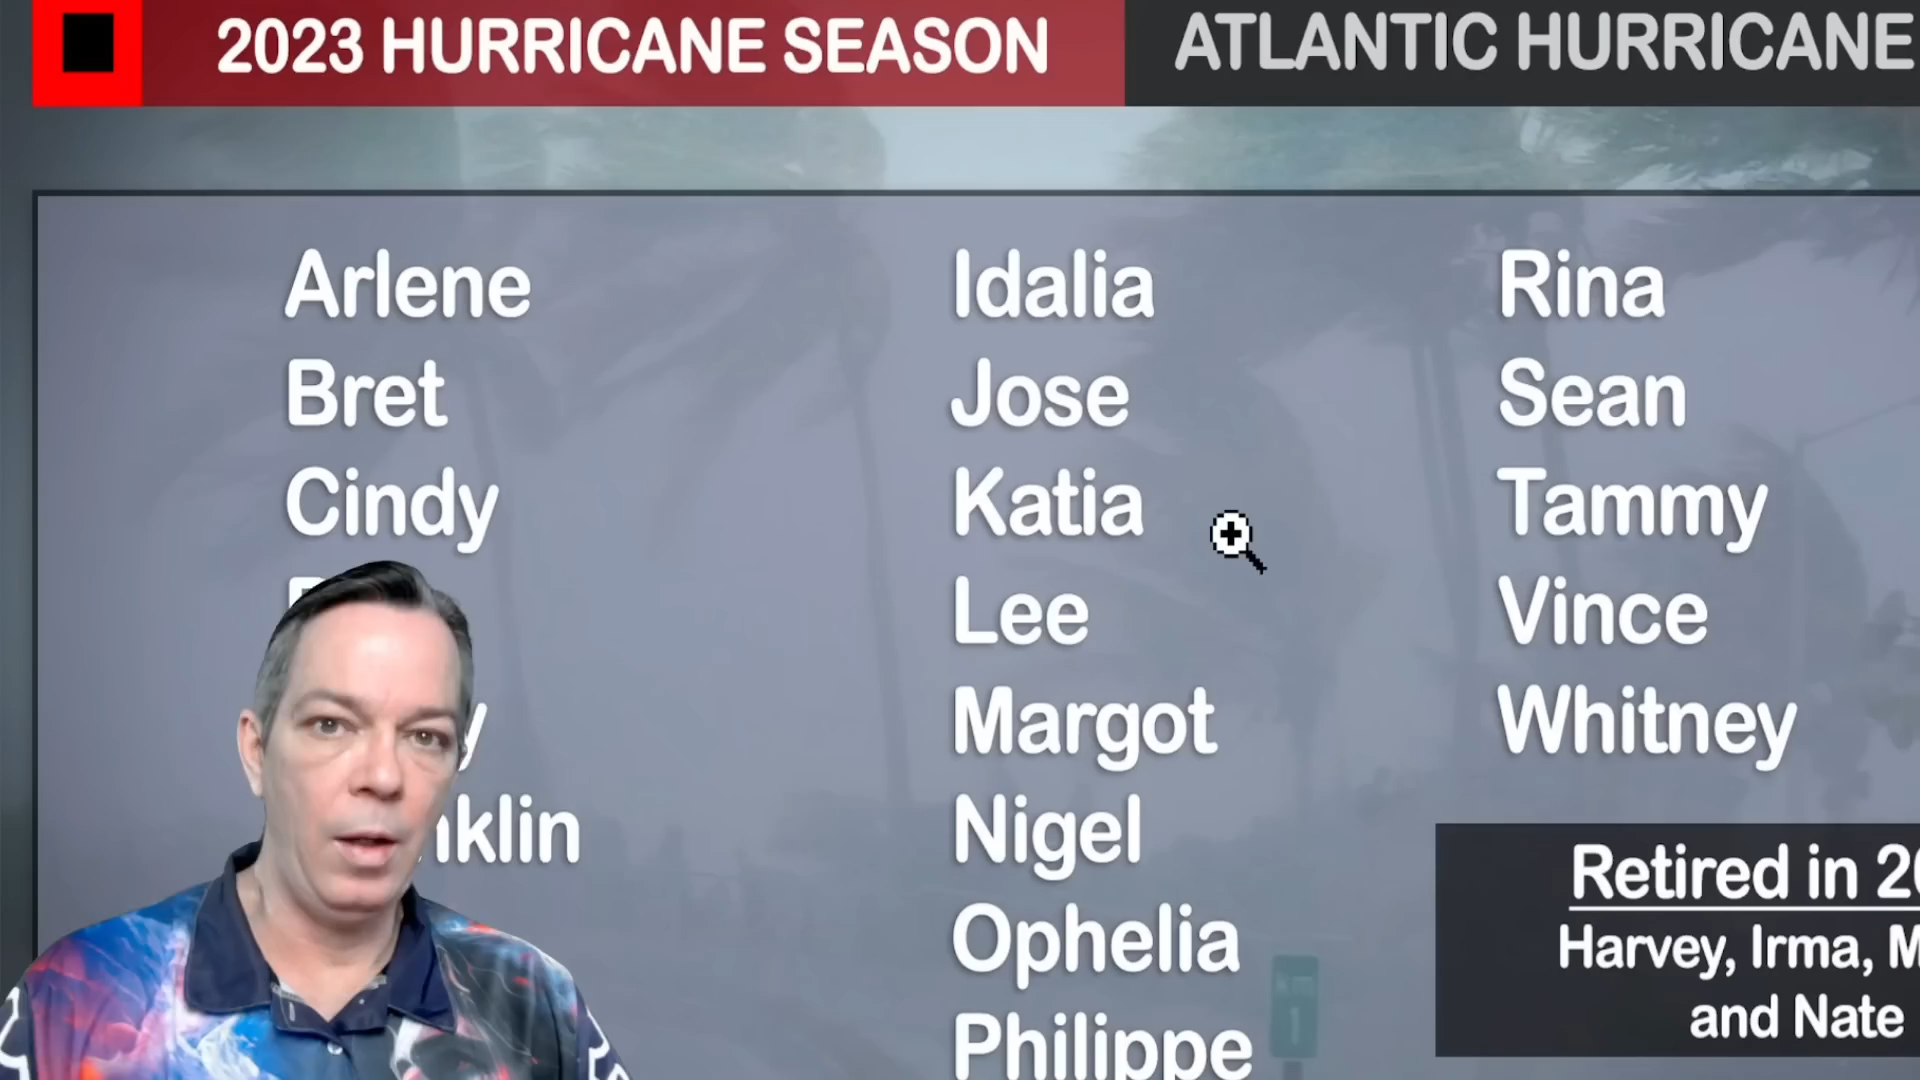 2023 HURRICANE SEASON
ATLANTIC HURRICANE
Arlene
Bret
Cindy
Idalia
Jose
Katia
Lee
Margot
Nigel
Ophelia
Philippe
Rina
Sean
Tammy
Vince
Whitney
Retired in
Harvey, Irma,
and Nate